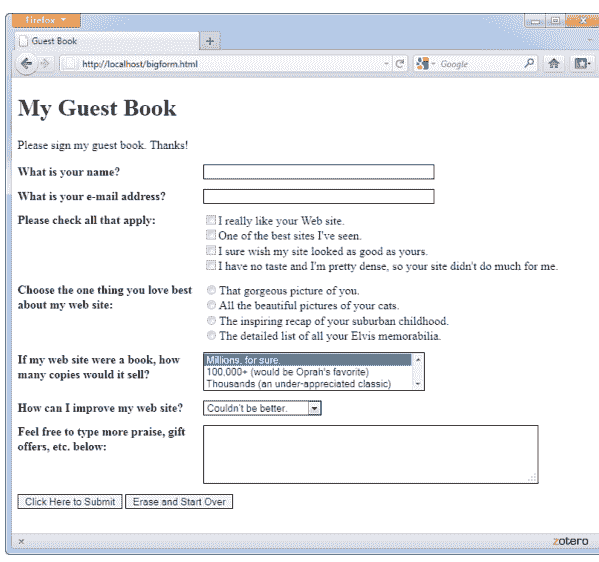 Firefox
Guest Book
http://localhost/bigform.html
Google
My Guest Book
Please sign my guest book. Thanks!
What is your name?
What is your e-mail address?
Please check all that apply:
I really like your Web site.
One of the best sites I've seen.
I sure wish my site looked as good as yours.
I have no taste and I'm pretty dense, so your site didn't do much for me.
Choose the one thing you love best
about my web site:
That gorgeous picture of you.
All the beautiful pictures of your cats.
The inspiring recap of your suburban childhood.
The detailed list of all your Elvis memorabilia.
If my web site were a book, how
many copies would it sell?
Millions, for sure.
100,000+ (would be Oprah's favorite)
Thousands (an under-appreciated classic)
How can I improve my web site?
Couldn't be better.
Feel free to type more praise, gift
offers, etc. below:
Click Here to Submit
Erase and Start Over
zotero